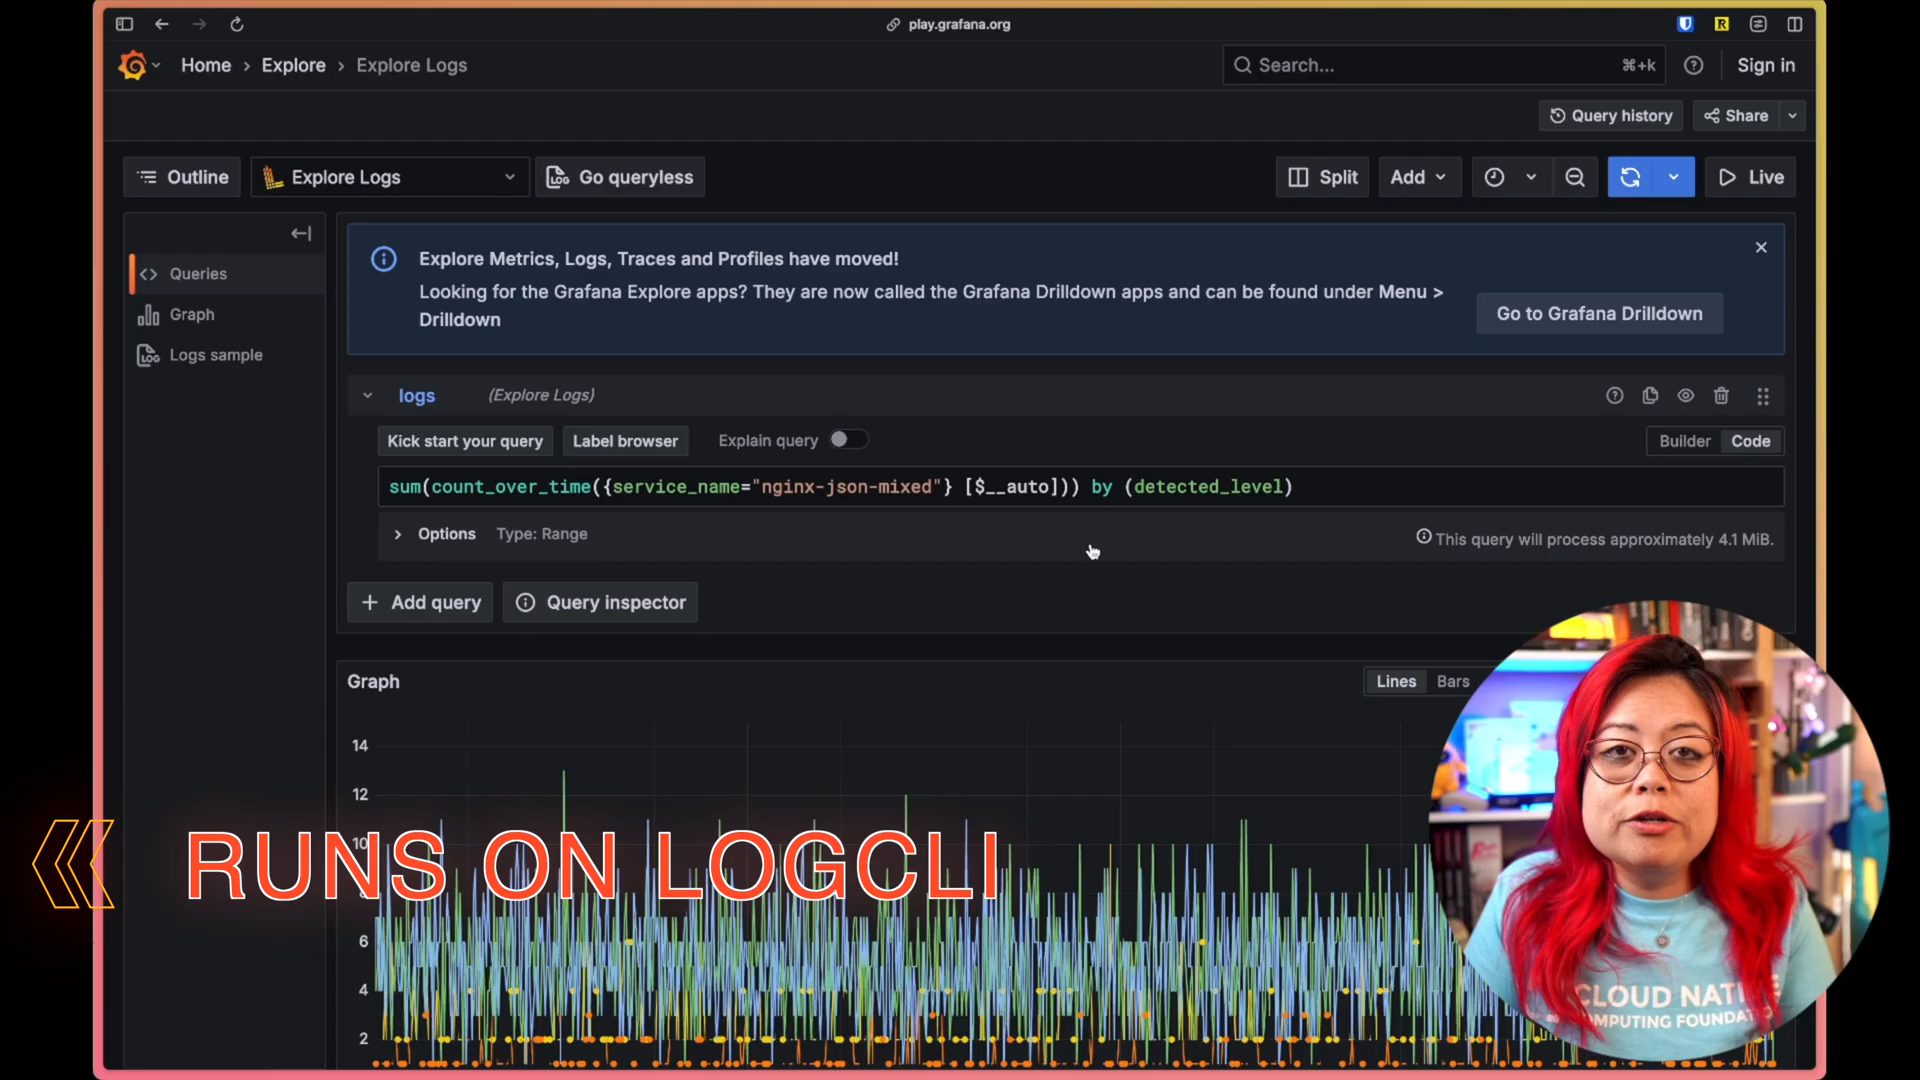 play.grafana.org
Home > Explore > Explore Logs
Search... ⌘+k
Sign in
Query history
Share
Outline
Explore Logs
Go queryless
Split
Add
Live
Queries
Graph
Logs sample
Explore Metrics, Logs, Traces and Profiles have moved!
Looking for the Grafana Explore apps? They are now called the Grafana Drilldown apps and can be found under Menu >
Drilldown
Go to Grafana Drilldown
logs
(Explore Logs)
Kick start your query
Label browser
Explain query
Builder
Code
sum(count_over_time({service_name="nginx-json-mixed"} [$__auto])) by (detected_level)
Options
Type: Range
This query will process approximately 4.1 MiB.
+ Add query
Query inspector
Graph
Lines
Bars
14
12
10
6
4
2
RUNS ON LOGCLI
CLOUD NATI
OMPUTING FOUNDAT